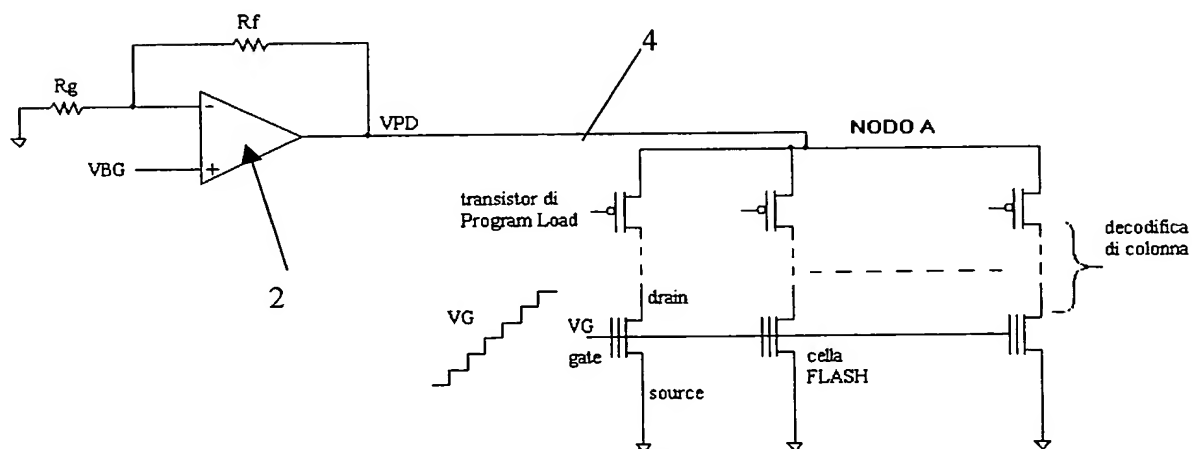 Rf
4
Rg
VPD
NODO A
VBG
transistor di
Program Load
decodifica
di colonna
2
drain
VG
VG
gate
cella
FLASH
source